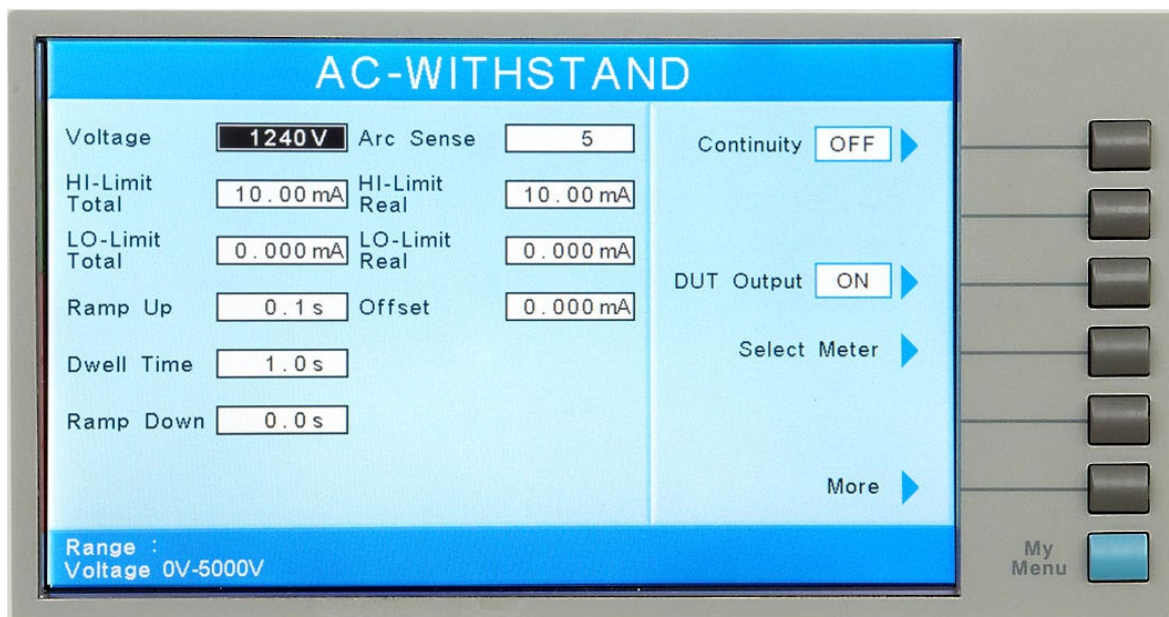 AC-WITHSTAND
Voltage 1240V Arc Sense 5
HI-Limit Total 10.00mA HI-Limit Real 10.00mA
LO-Limit Total 0.000mA LO-Limit Real 0.000mA
Ramp Up 0.1s Offset 0.000mA
Dwell Time 1.0s
Ramp Down 0.0s
Continuity OFF
DUT Output ON
Select Meter
More
Range :
Voltage 0V-5000V
My
Menu